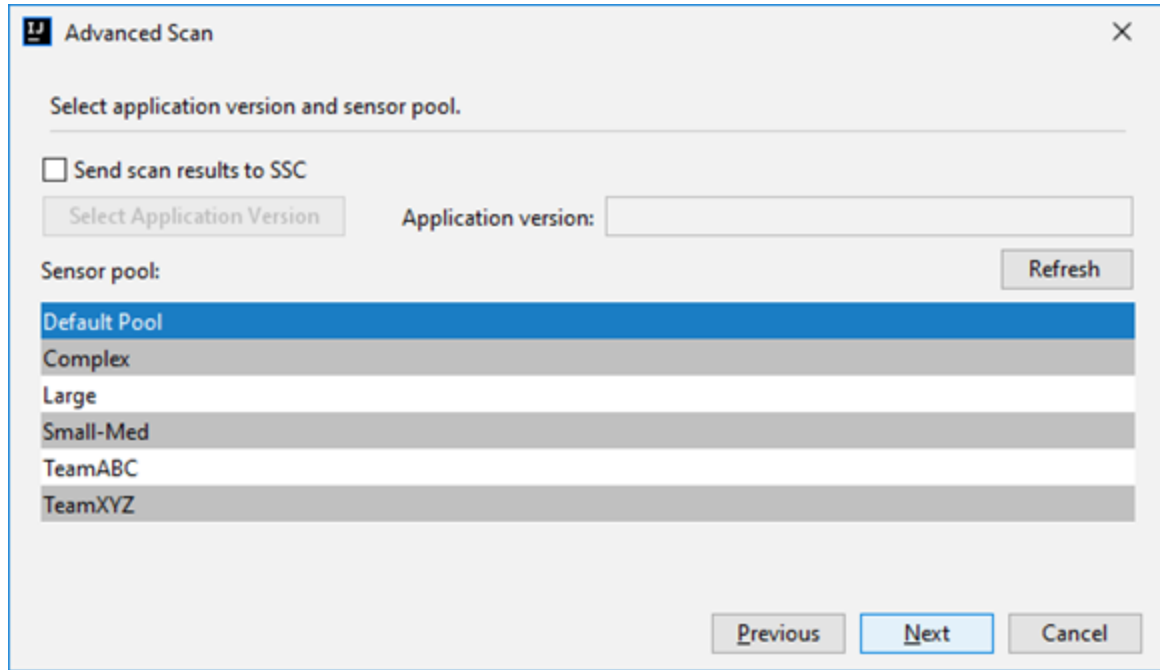 IJ Advanced Scan
Select application version and sensor pool.
Send scan results to SSC
Select Application Version Application version:
Sensor pool: Refresh
Default Pool
Complex
Large
Small-Med
TeamABC
TeamXYZ
Previous Next Cancel